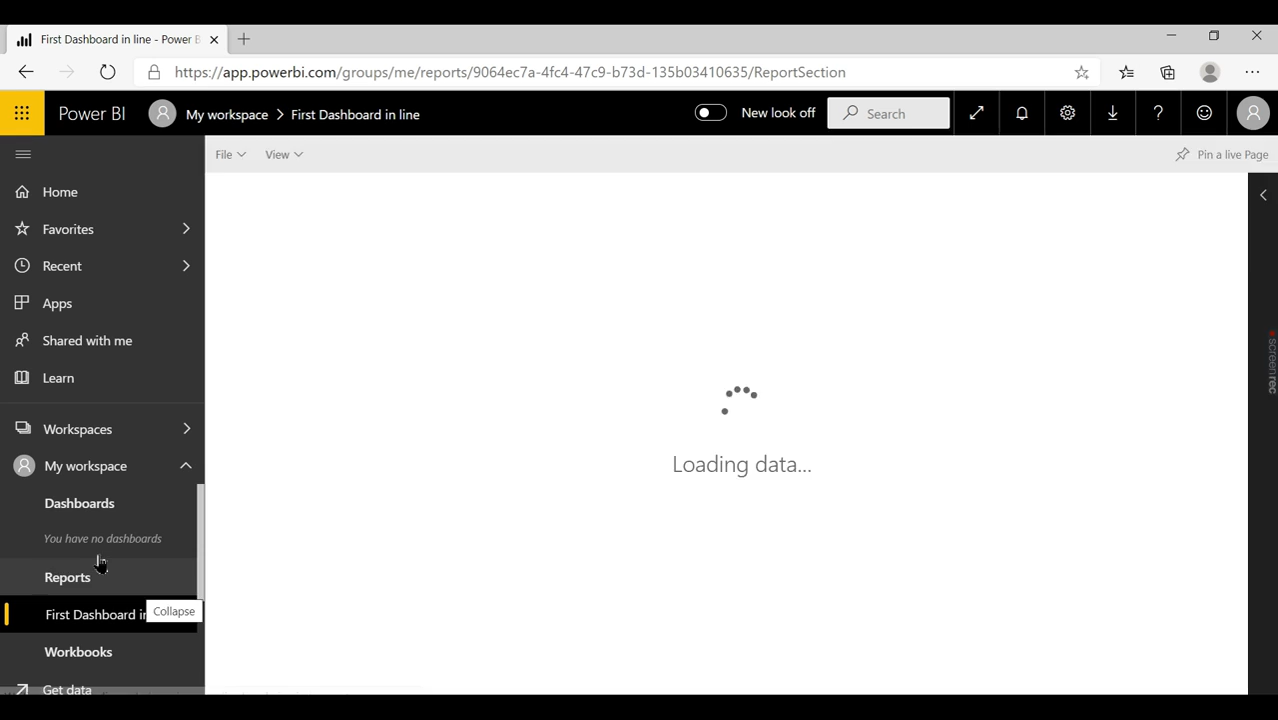 First Dashboard in line - Power B
https://app.powerbi.com/groups/me/reports/9064ec7a-4fc4-47c9-b73d-135b03410635/ReportSection
Power BI My workspace > First Dashboard in line New look off Search
File View Pin a live Page
Home
Favorites
Recent
Apps
Shared with me
Learn
Workspaces
My workspace
Dashboards
You have no dashboards
Reports
First Dashboard in
Collapse
Workbooks
Get data
Loading data...
screenrec